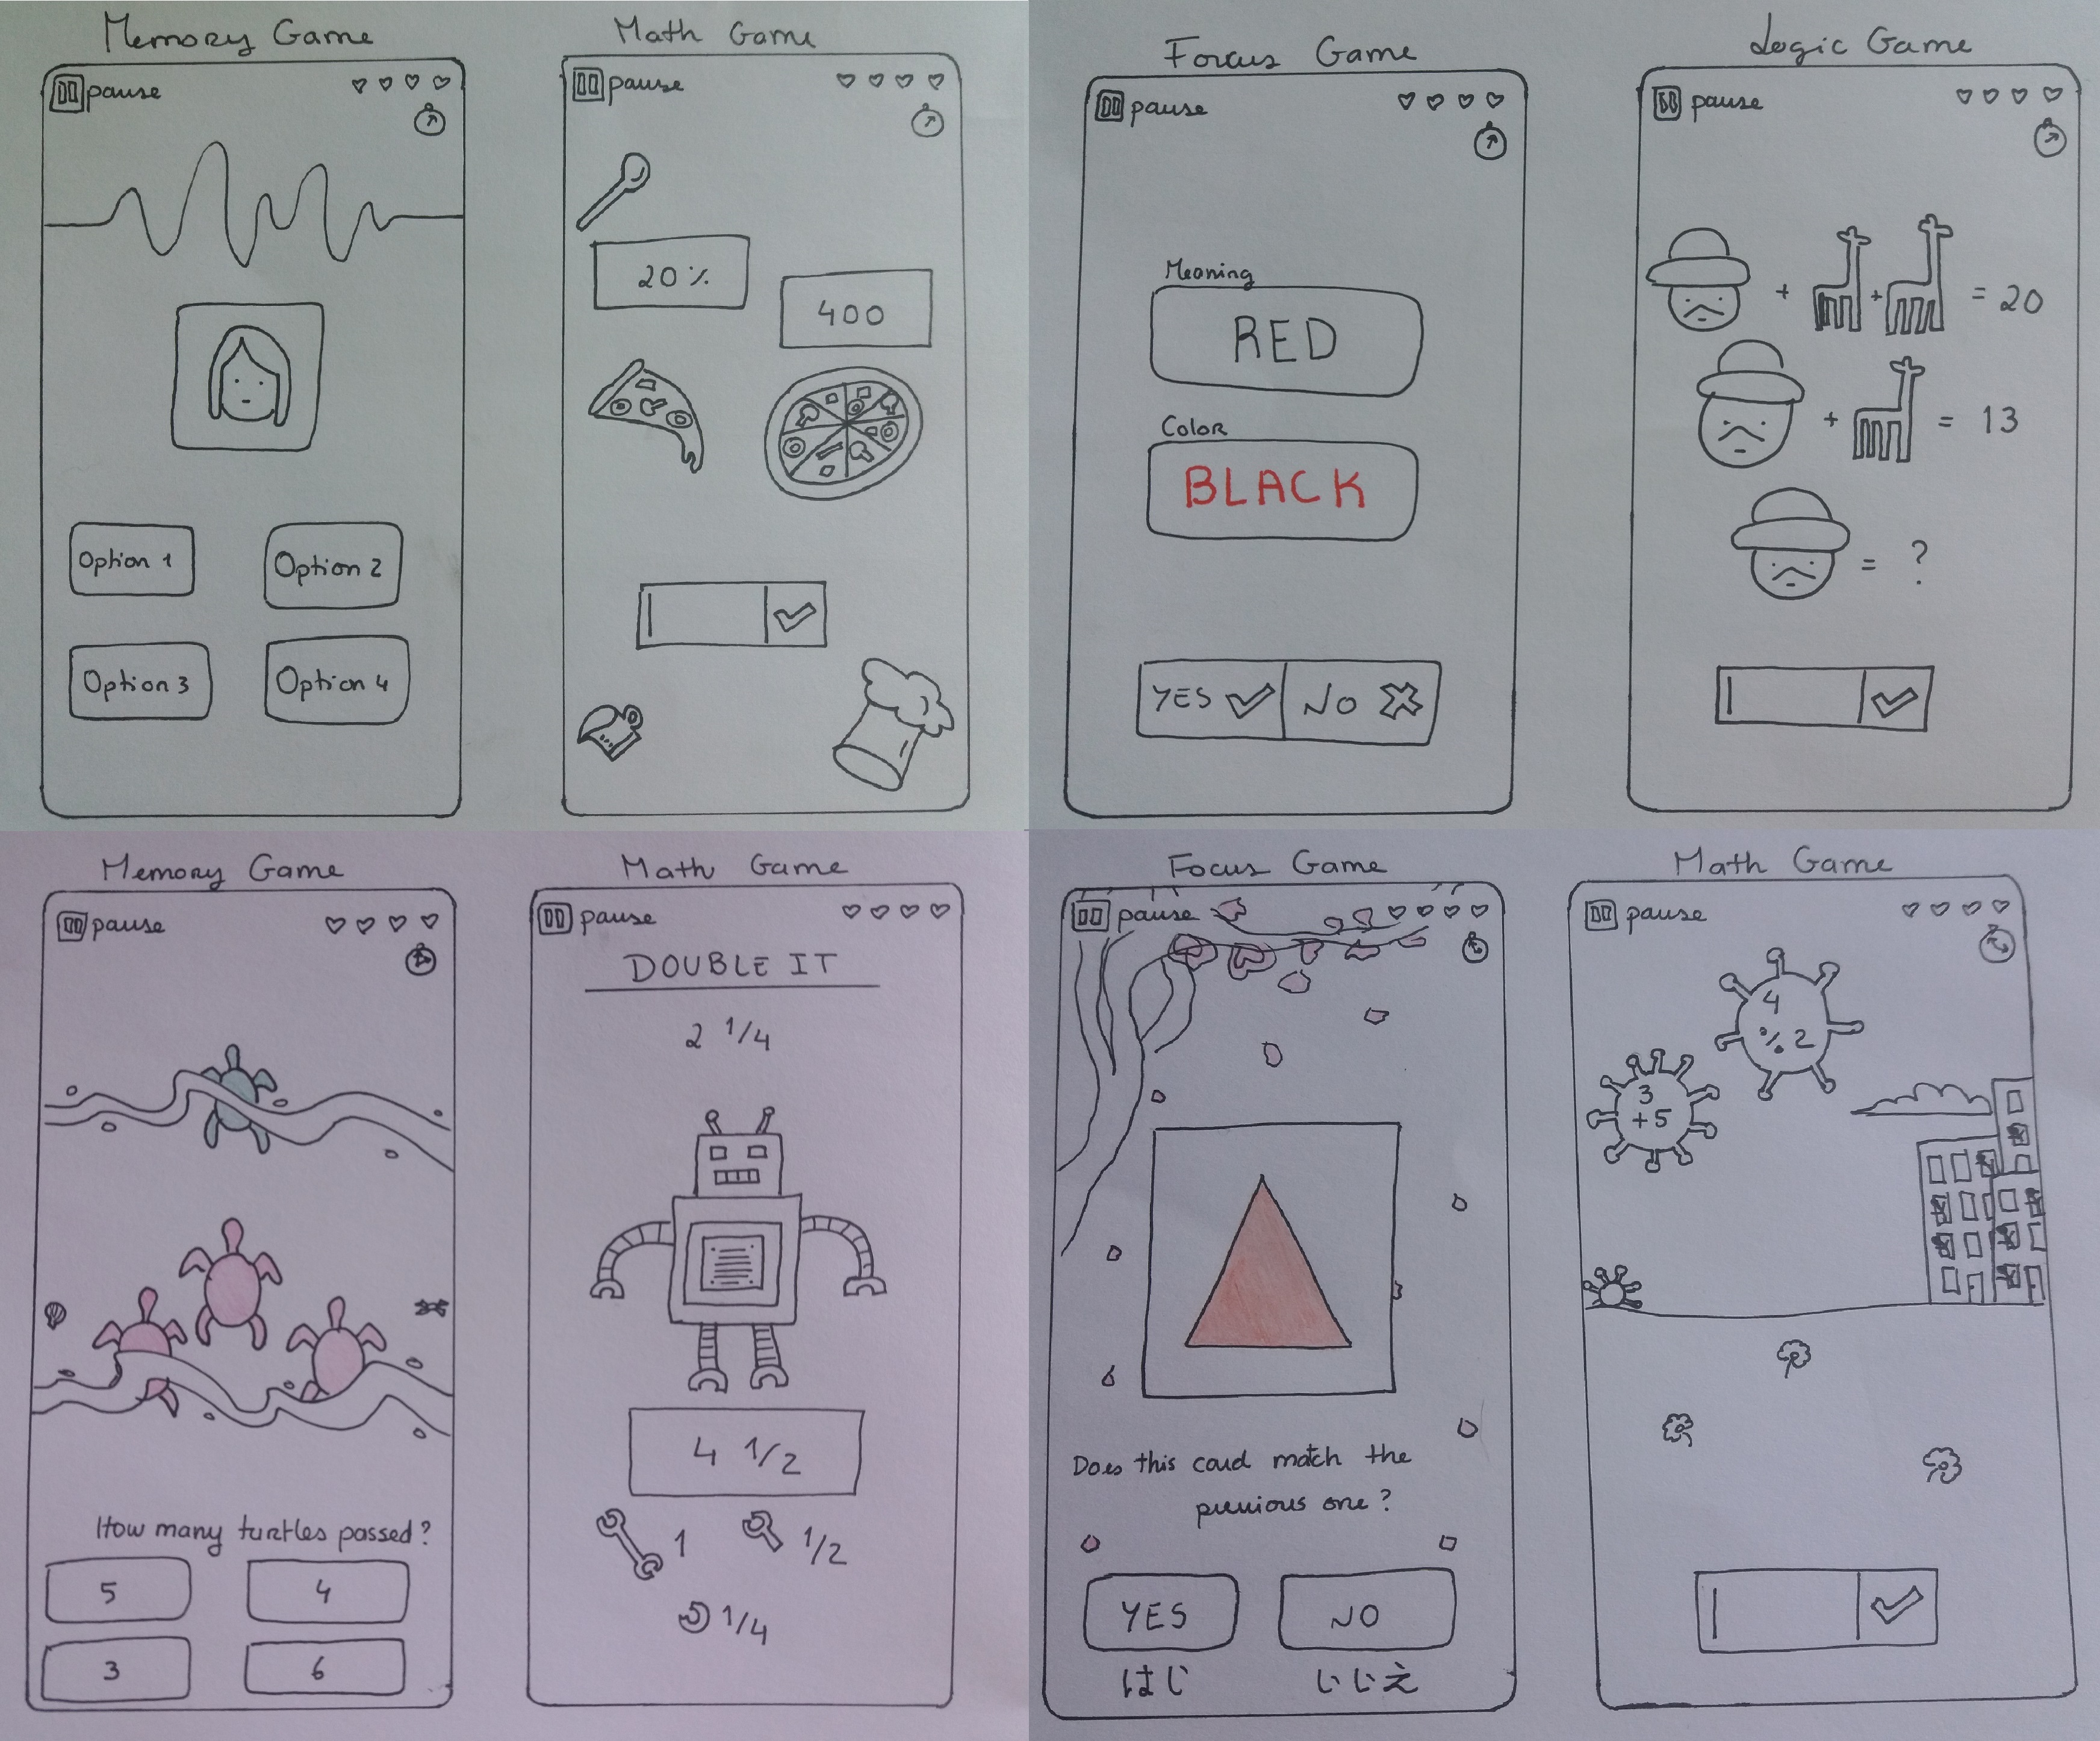 Memory Game
pause
Option 1
Option 2
Option 3
Option 4
Math Game
pause
20%
400
Focus Game
pause
Meaning
RED
Color
BLACK
YES
NO
Logic Game
pause
+ + = 20
+ = 13
= ?
Memory Game
pause
How many turtles passed?
5
4
3
6
Math Game
pause
DOUBLE IT
2 1/4
4 1/2
1
1/2
1/4
Focus Game
pause
Does this card match the
previous one?
YES
NO
はじ
いじえ
Math Game
pause
4
% 2
3
+5